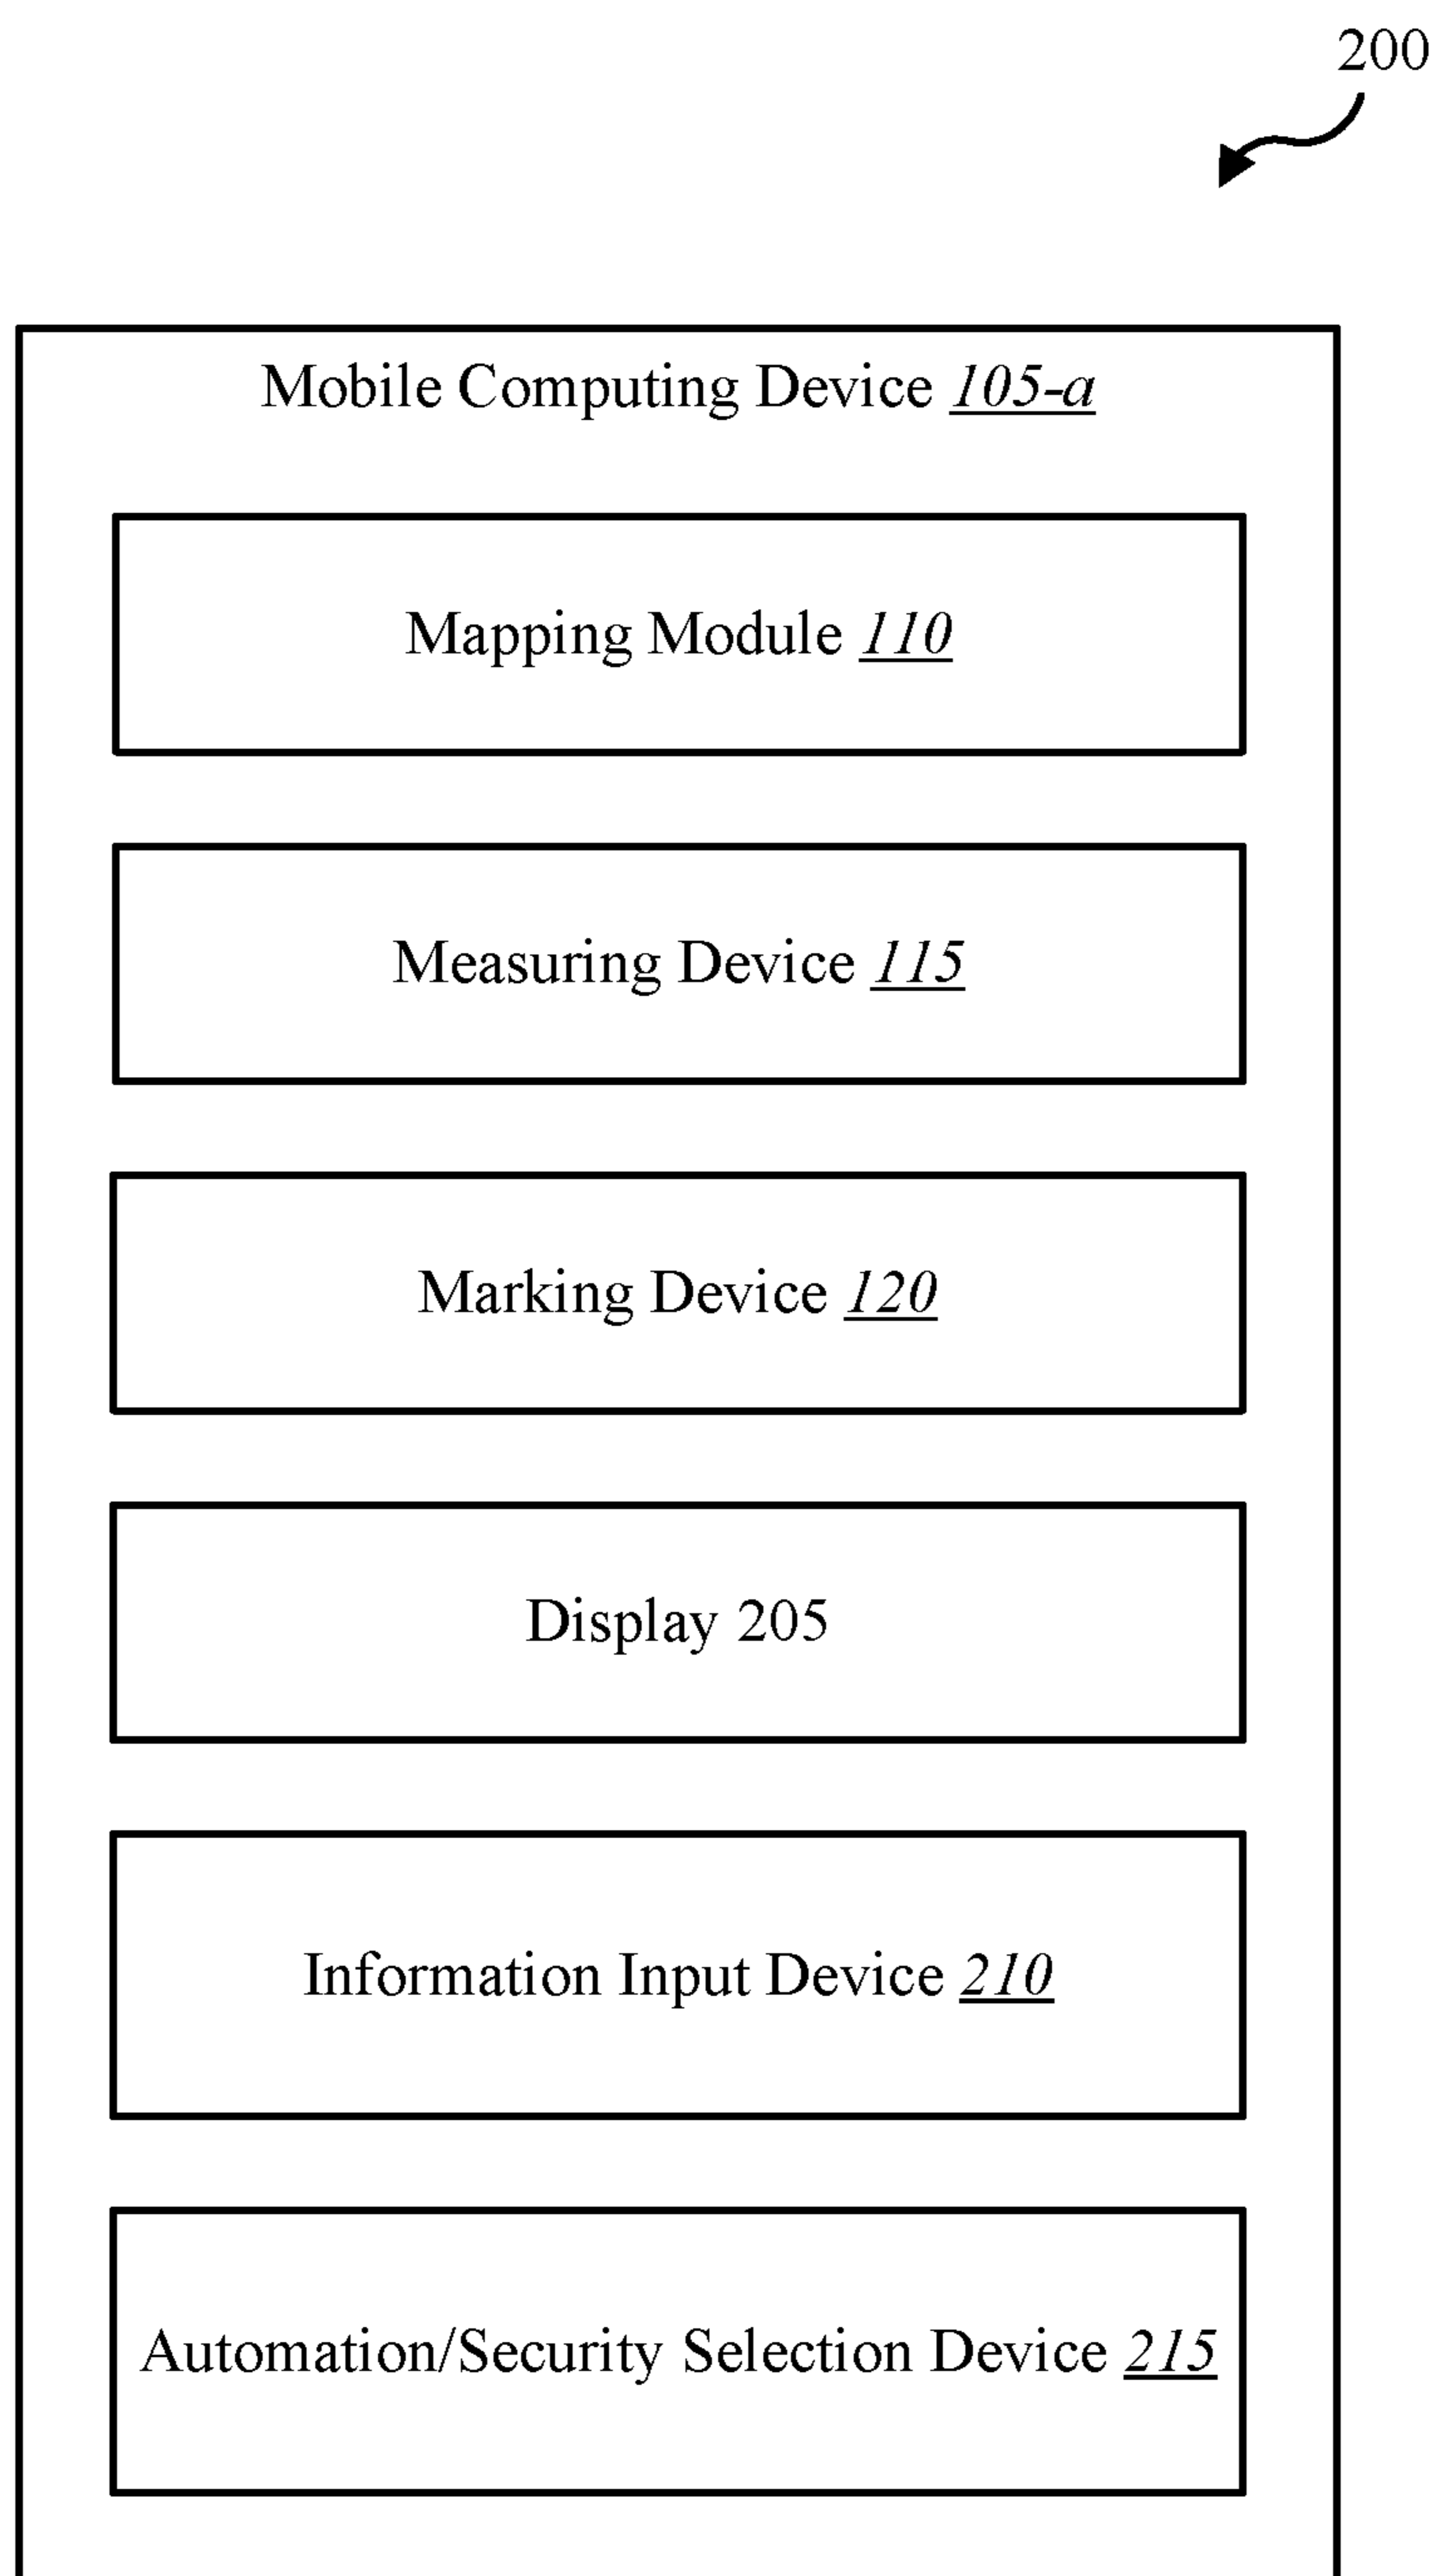 200
Mobile Computing Device 105-a
Mapping Module 110
Measuring Device 115
Marking Device 120
Display 205
Information Input Device 210
Automation/Security Selection Device 215